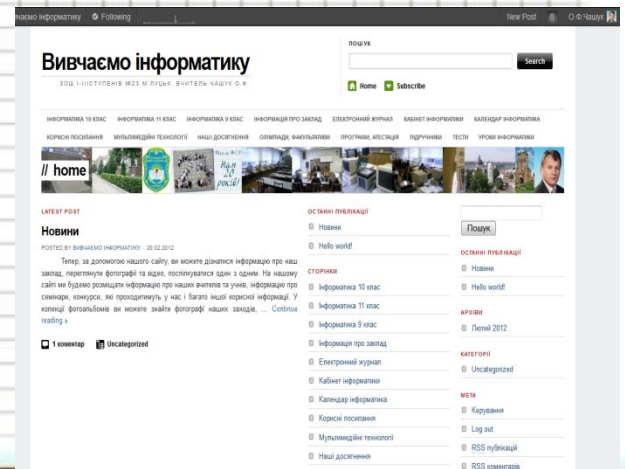 чаємо інформатику Following New Post 0 О.Ф.Чащук
Вивчаємо інформатику
ЗОШ І-ІІІСТУПЕНІВ №23 М.ЛУЦЬК. ВЧИТЕЛЬ ЧАЩУК О.Ф.
ПОШУК
Search
Home Subscribe
ІНФОРМАТИКА 10 КЛАС ІНФОРМАТИКА 11 КЛАС ІНФОРМАТИКА 9 КЛАС ІНФОРМАЦІЯ ПРО ЗАКЛАД ЕЛЕКТРОННИЙ ЖУРНАЛ КАБІНЕТ ІНФОРМАТИКИ КАЛЕНДАР ІНФОРМАТИКА
КОРИСНІ ПОСИЛАННЯ МУЛЬТИМЕДІЙНІ ТЕХНОЛОГІЇ НАШІ ДОСЯГНЕННЯ ОЛІМПІАДИ, ФАКУЛЬТАТИВИ ПРОГРАМИ, АТЕСТАЦІЯ ПІДРУЧНИКИ ТЕСТИ УРОКИ ІНФОРМАТИКИ
// home
Нам
20
років!
LATEST POST
Новини
POSTED BY ВИВЧАЄМО ІНФОРМАТИКУ - 20.02.2012
Тепер, за допомогою нашого сайту, ви можете дізнатися інформацію про наш
заклад, переглянути фотографії та відео, поспілкуватися один з одним. На нашому
сайті ми будемо розміщати інформацію про наших вчителів та учнів, інформацію про
семінари, конкурси, які проходитимуть у нас і багато іншої корисної інформації. У
колекції фотоальбомів ви можете знайти фотографії наших заходів, ... Continue
reading »
1 коментар Uncategorized
ОСТАННІ ПУБЛІКАЦІЇ
Новини
Hello world!
СТОРІНКИ
Інформатика 10 клас
Інформатика 11 клас
Інформатика 9 клас
Інформація про заклад
Електронний журнал
Кабінет інформатики
Календар інформатика
Корисні посилання
Мультимедійні технології
Наші досягнення
Пошук
ОСТАННІ ПУБЛІКАЦІЇ
Новини
Hello world!
АРХІВИ
Лютий 2012
КАТЕГОРІЇ
Uncategorized
МЕТА
Керування
Log out
RSS публікацій
RSS коментарів